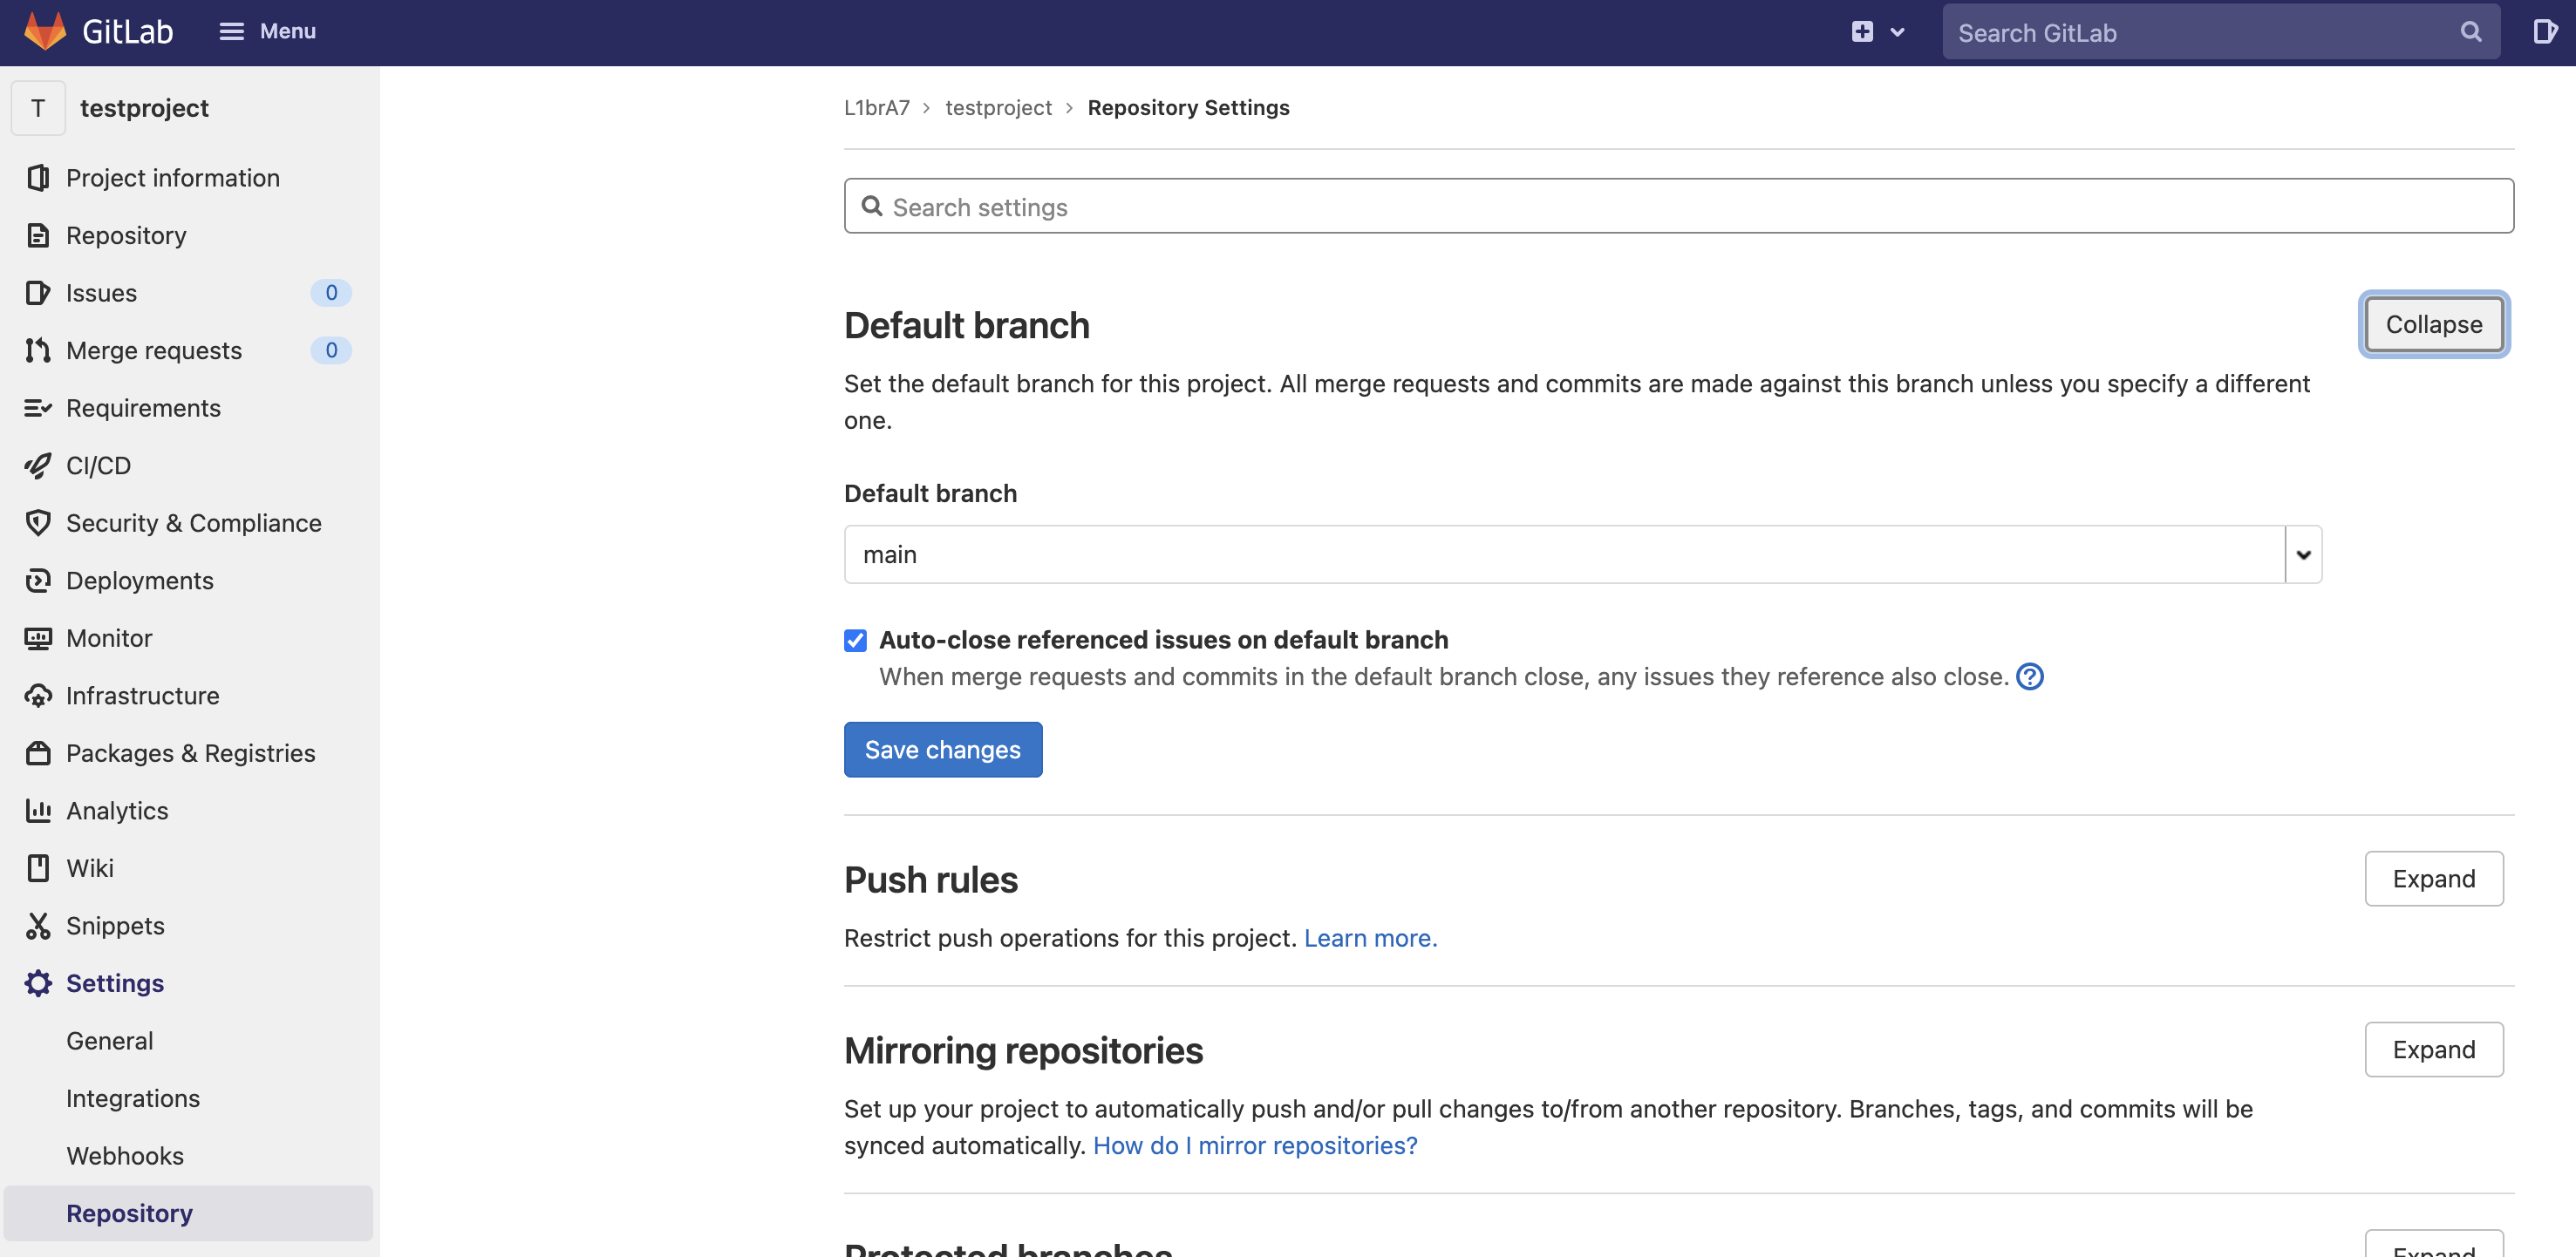 GitLab
Menu
Search GitLab
T testproject
Project information
Repository
Issues 0
Merge requests 0
Requirements
CI/CD
Security & Compliance
Deployments
Monitor
Infrastructure
Packages & Registries
Analytics
Wiki
Snippets
Settings
General
Integrations
Webhooks
Repository
L1brA7 > testproject > Repository Settings
Search settings
Default branch
Collapse
Set the default branch for this project. All merge requests and commits are made against this branch unless you specify a different
one.
Default branch
main
Auto-close referenced issues on default branch
When merge requests and commits in the default branch close, any issues they reference also close.
Save changes
Push rules
Expand
Restrict push operations for this project. Learn more.
Mirroring repositories
Expand
Set up your project to automatically push and/or pull changes to/from another repository. Branches, tags, and commits will be
synced automatically. How do I mirror repositories?
Protected branches
Expand